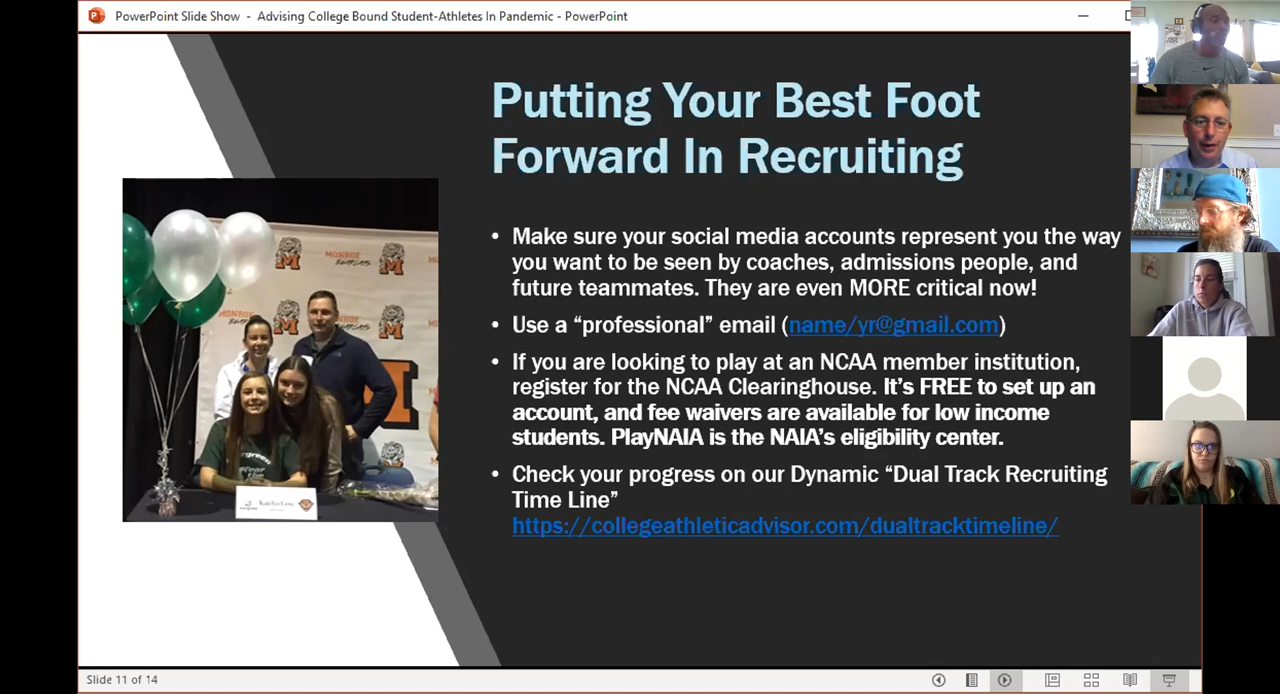 PowerPoint Slide Show - Advising College Bound Student-Athletes In Pandemic - PowerPoint
Putting Your Best Foot
Forward In Recruiting
• Make sure your social media accounts represent you the way
you want to be seen by coaches, admissions people, and
future teammates. They are even MORE critical now!
• Use a “professional” email (name/yr@gmail.com)
• If you are looking to play at an NCAA member institution,
register for the NCAA Clearinghouse. It’s FREE to set up an
account, and fee waivers are available for low income
students. PlayNAIA is the NAIA’s eligibility center.
• Check your progress on our Dynamic “Dual Track Recruiting
Time Line”
https://collegeathleticadvisor.com/dualtracktimeline/
MONROE
M
M
M
M
Slide 11 of 14